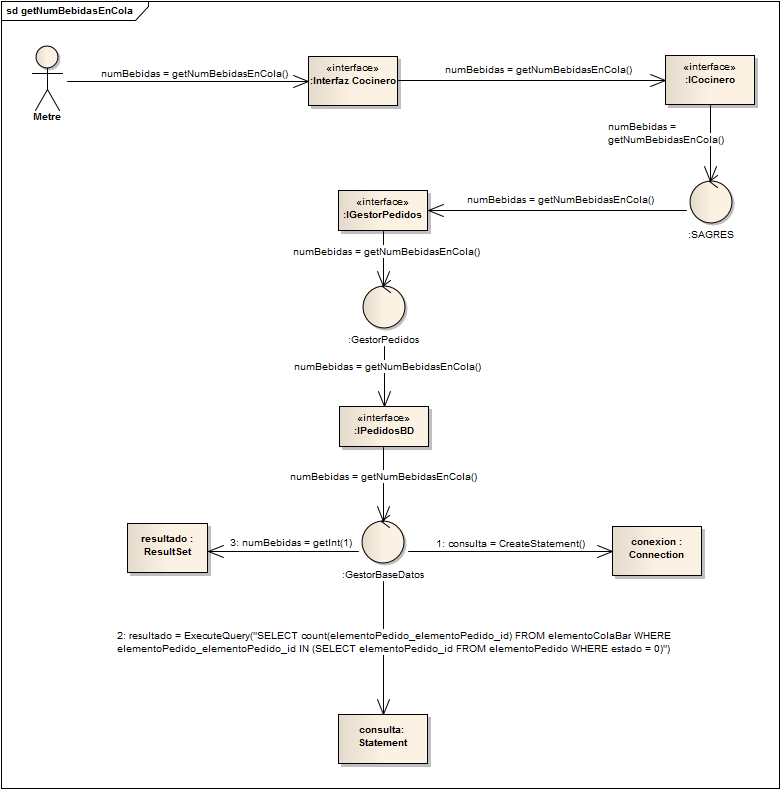 sd getNumBebidasEnCola
numBebidas = getNumBebidasEnCola()
«interface»
:Interfaz Cocinero
numBebidas = getNumBebidasEnCola()
«interface»
:ICocinero
Metre
numBebidas =
getNumBebidasEnCola()
«interface»
:IGestorPedidos
numBebidas = getNumBebidasEnCola()
:SAGRES
numBebidas = getNumBebidasEnCola()
:GestorPedidos
numBebidas = getNumBebidasEnCola()
«interface»
:IPedidosBD
numBebidas = getNumBebidasEnCola()
resultado :
ResultSet
3: numBebidas = getInt(1)
1: consulta = CreateStatement()
conexion :
Connection
:GestorBaseDatos
2: resultado = ExecuteQuery("SELECT count(elementoPedido_elementoPedido_id) FROM elementoColaBar WHERE
elementoPedido_elementoPedido_id IN (SELECT elementoPedido_id FROM elementoPedido WHERE estado = 0)")
consulta:
Statement